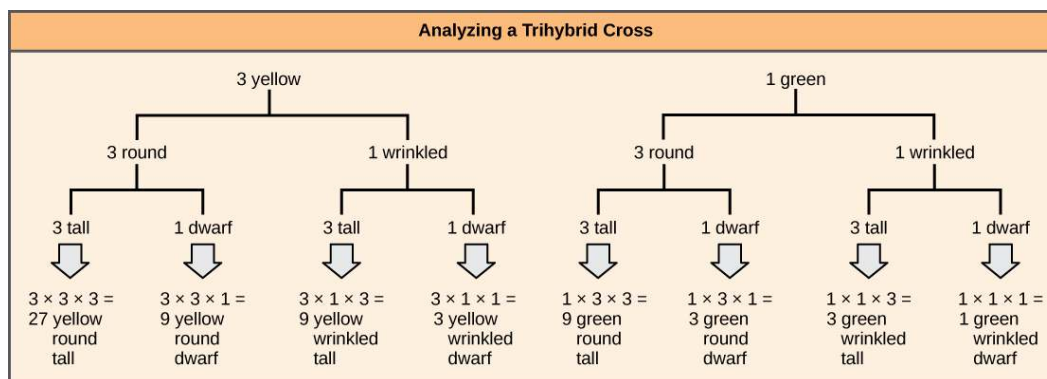 Analyzing a Trihybrid Cross
3 yellow
1 green
3 round
1 wrinkled
3 round
1 wrinkled
3 tall
1 dwarf
3 tall
1 dwarf
3 tall
1 dwarf
3 tall
1 dwarf
3 × 3 × 3 =
27 yellow
round
tall
3 × 3 × 1 =
9 yellow
round
dwarf
3 × 1 × 3 =
9 yellow
wrinkled
tall
3 × 1 × 1 =
3 yellow
wrinkled
dwarf
1 × 3 × 3 =
9 green
round
tall
1 × 3 × 1 =
3 green
round
dwarf
1 × 1 × 3 =
3 green
wrinkled
tall
1 × 1 × 1 =
1 green
wrinkled
dwarf